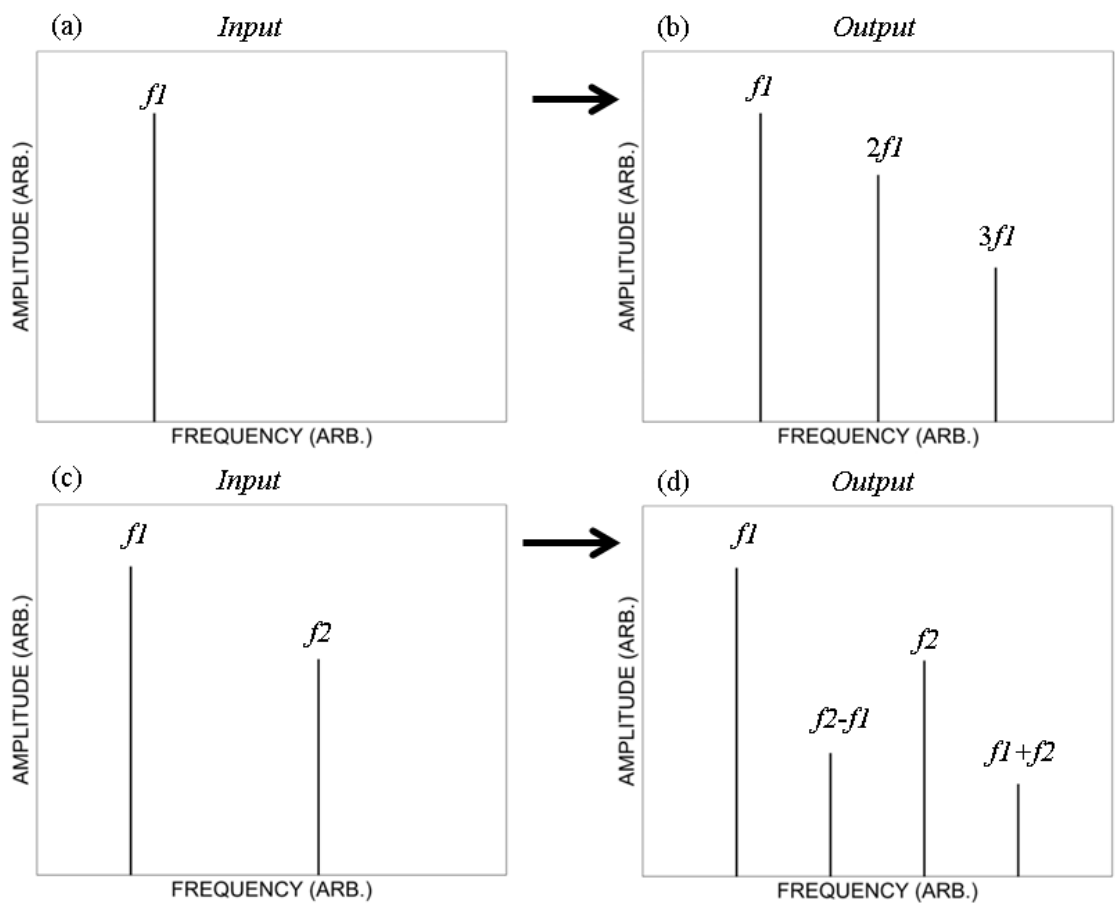 (a) Input
f1
AMPLITUDE (ARB.)
FREQUENCY (ARB.)
(b) Output
f1
2f1
3f1
AMPLITUDE (ARB.)
FREQUENCY (ARB.)
(c) Input
f1
f2
AMPLITUDE (ARB.)
FREQUENCY (ARB.)
(d) Output
f1
f2-f1
f2
f1+f2
AMPLITUDE (ARB.)
FREQUENCY (ARB.)